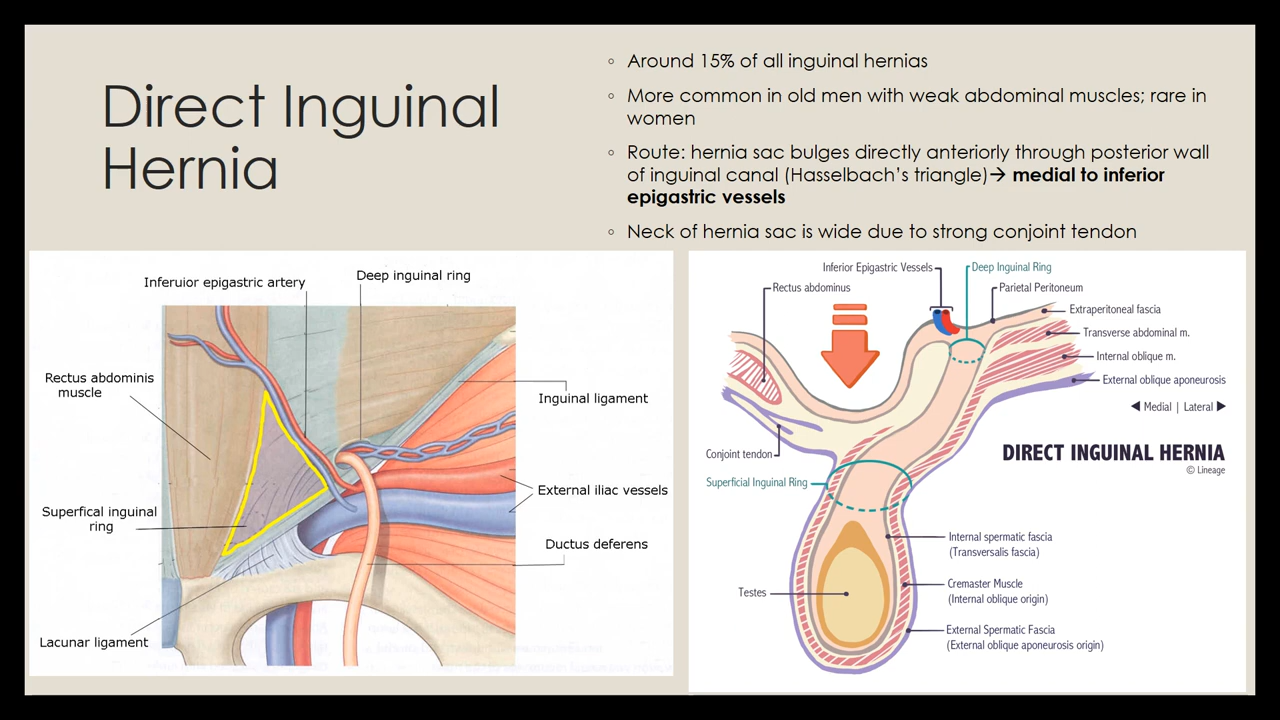 Direct Inguinal
Hernia
◦ Around 15% of all inguinal hernias
◦ More common in old men with weak abdominal muscles; rare in
women
◦ Route: hernia sac bulges directly anteriorly through posterior wall
of inguinal canal (Hasselbach’s triangle)→ medial to inferior
epigastric vessels
◦ Neck of hernia sac is wide due to strong conjoint tendon
Inferuior epigastric artery
Deep inguinal ring
Rectus abdominis
muscle
Inguinal ligament
Superfical inguinal
ring
External iliac vessels
Ductus deferens
Lacunar ligament
Inferior Epigastric Vessels
Deep Inguinal Ring
Rectus abdominus
Parietal Peritoneum
Extraperitoneal fascia
Transverse abdominal m.
Internal oblique m.
External oblique aponeurosis
◀ Medial | Lateral ▶
Conjoint tendon
DIRECT INGUINAL HERNIA
© Lineage
Superficial Inguinal Ring
Internal spermatic fascia
(Transversalis fascia)
Testes
Cremaster Muscle
(Internal oblique origin)
External Spermatic Fascia
(External oblique aponeurosis origin)